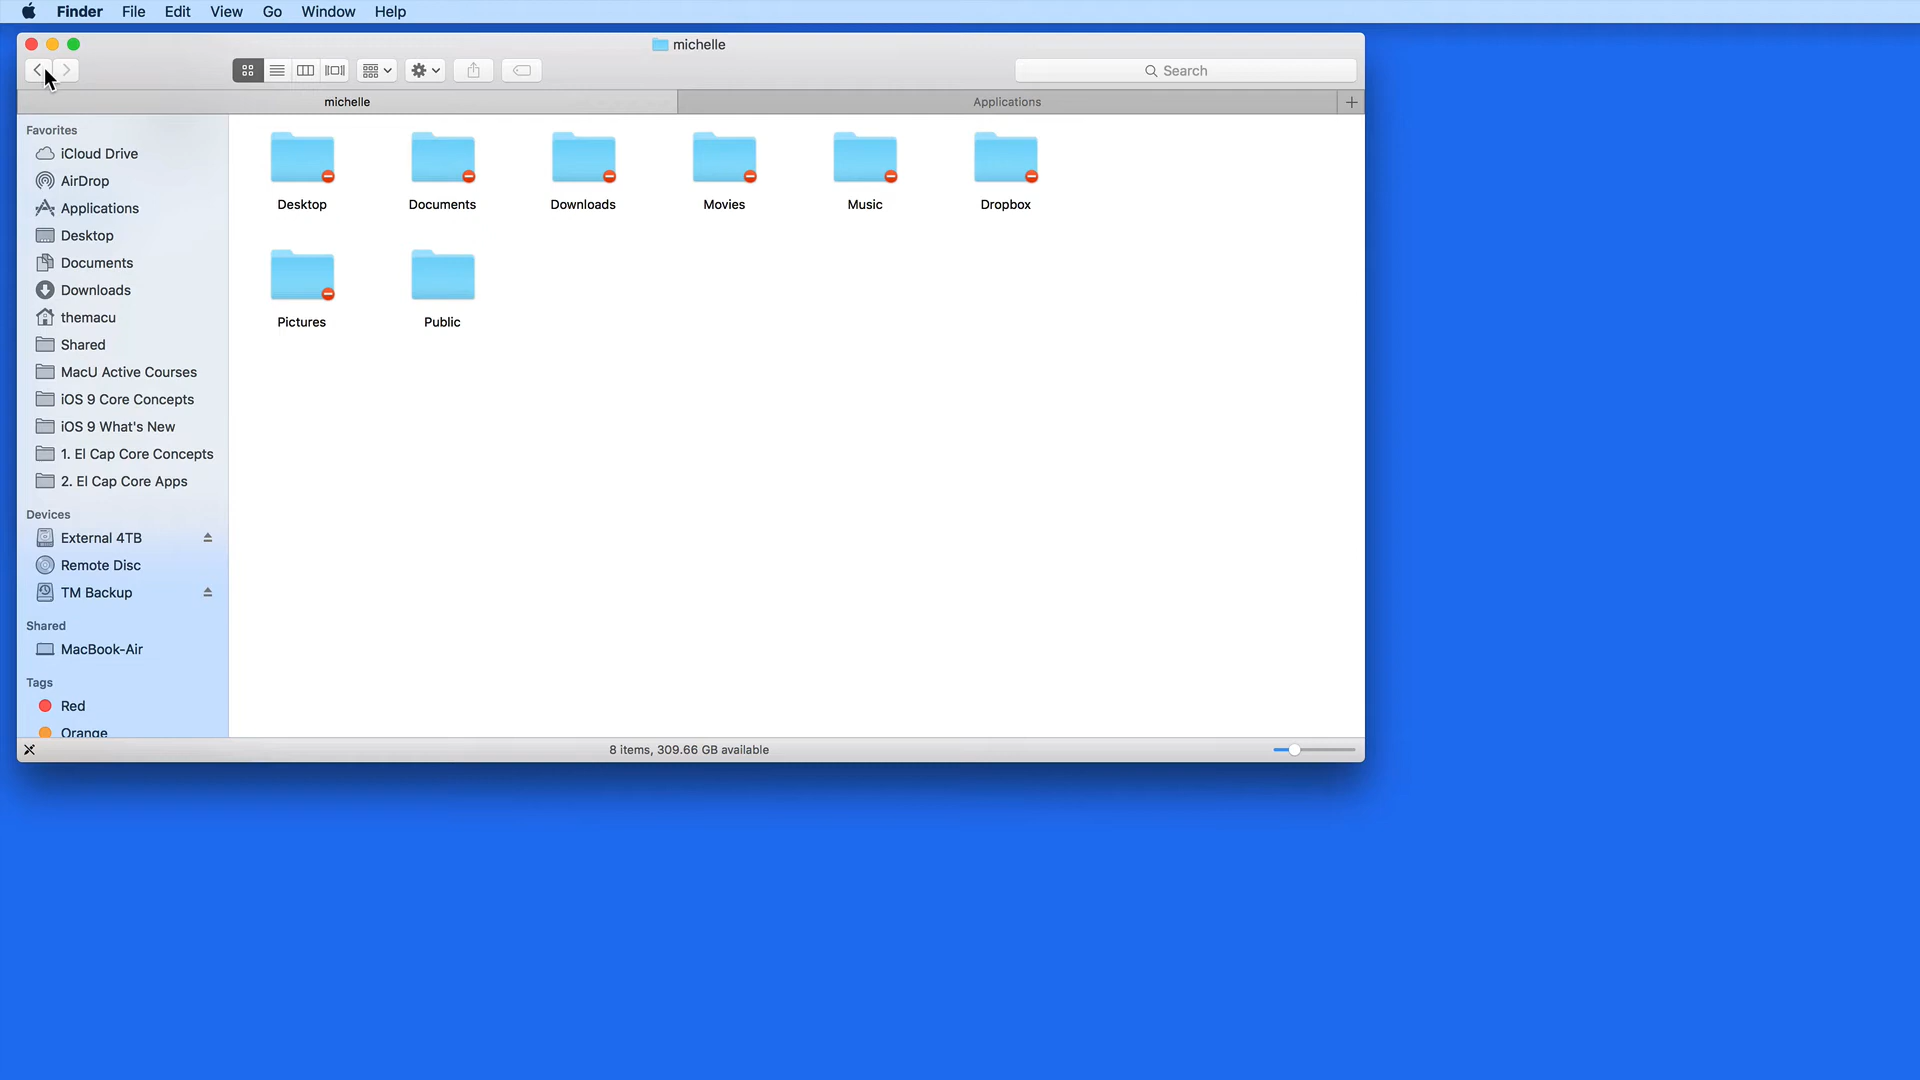 Finder File Edit View Go Window Help
michelle
Search
michelle Applications
Favorites
iCloud Drive
AirDrop
Applications
Desktop
Documents
Downloads
themacu
Shared
MacU Active Courses
iOS 9 Core Concepts
iOS 9 What's New
1. El Cap Core Concepts
2. El Cap Core Apps
Devices
External 4TB
Remote Disc
TM Backup
Shared
MacBook-Air
Tags
Red
Orange
Desktop Documents Downloads Movies Music Dropbox
Pictures Public
8 items, 309.66 GB available